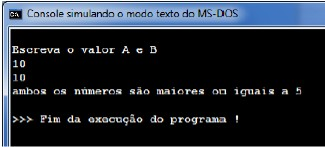 Console simulando o modo texto do MS-DOS
Escreva o valor A e B
10
10
ambos os números são maiores ou iguais a 5
>>> Fim da execução do programa !